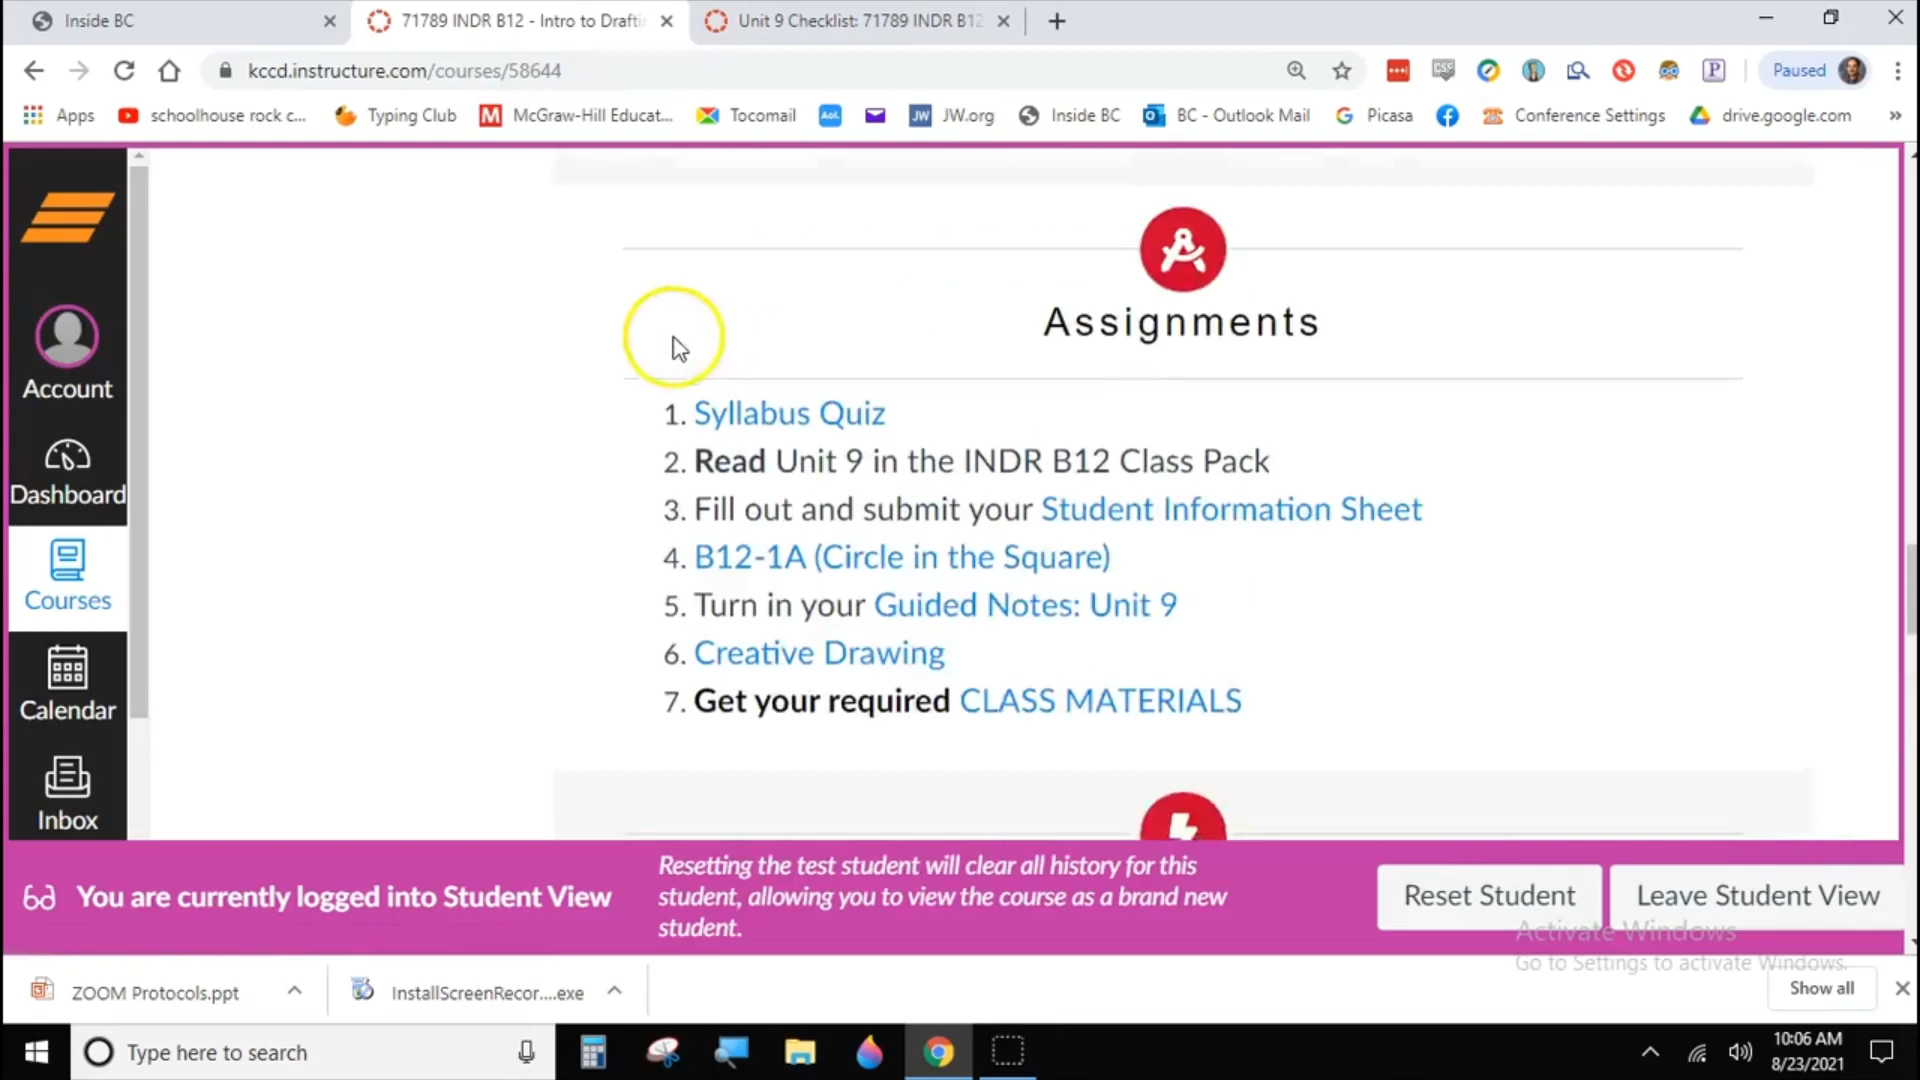 Inside BC
71789 INDR B12 - Intro to Drafti
Unit 9 Checklist: 71789 INDR B12
kccd.instructure.com/courses/58644
CSS
P
Paused
Apps
schoolhouse rock c...
Typing Club
M
McGraw-Hill Educat...
Tocomail
Aol.
JW
JW.org
Inside BC
BC - Outlook Mail
Picasa
Conference Settings
drive.google.com
»
Assignments
Account
Dashboard
Courses
Calendar
Inbox
1. Syllabus Quiz
2. Read Unit 9 in the INDR B12 Class Pack
3. Fill out and submit your Student Information Sheet
4. B12-1A (Circle in the Square)
5. Turn in your Guided Notes: Unit 9
6. Creative Drawing
7. Get your required CLASS MATERIALS
You are currently logged into Student View
Resetting the test student will clear all history for this
student, allowing you to view the course as a brand new
student.
Reset Student
Leave Student View
Activate Windows
Go to Settings to activate Windows.
ZOOM Protocols.ppt
InstallScreenRecor....exe
Show all
Type here to search
10:06 AM
8/23/2021